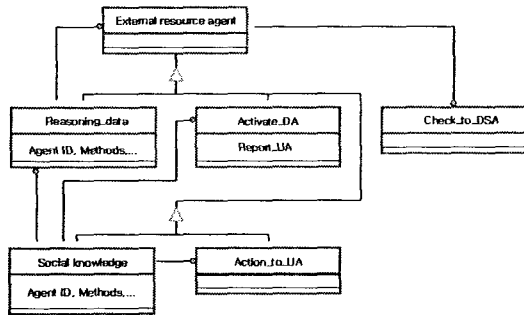 External resource agent
Reasoning_data
Agent ID, Methods,...
Activate_DA
Report_UA
Check_to_DSA
Social knowledge
Agent ID, Methods,...
Action_to_UA